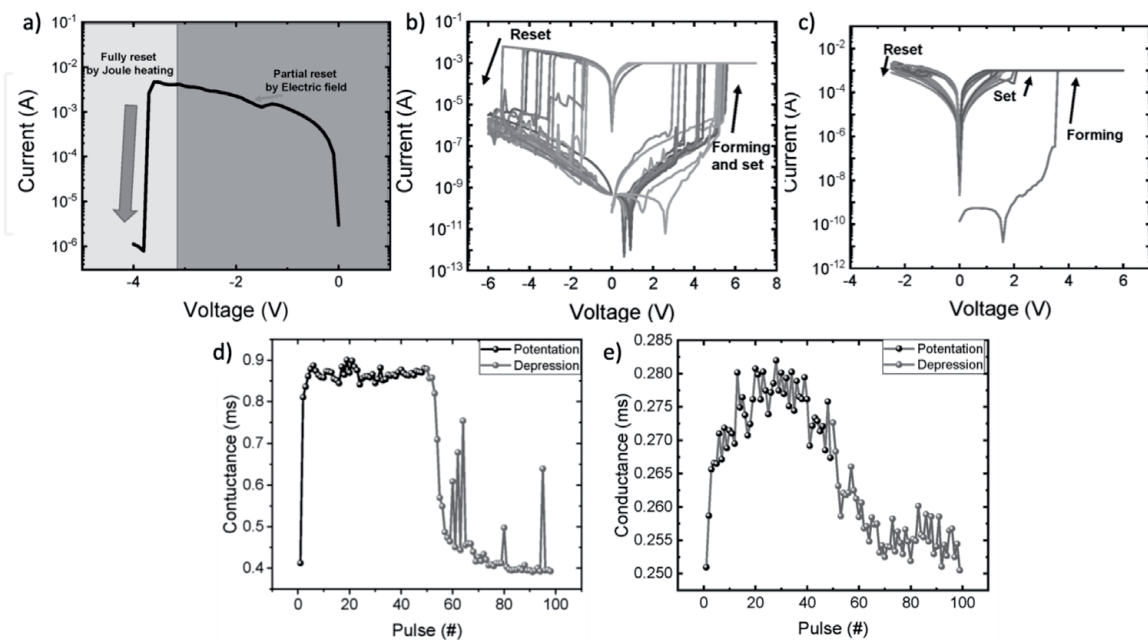 a)
10⁻¹
10⁻²
10⁻³
10⁻⁴
10⁻⁵
10⁻⁶
Current (A)
Fully reset
by Joule heating
Partial reset
by Electric field
-4
-2
0
Voltage (V)
b)
10⁻¹
10⁻³
10⁻⁵
10⁻⁷
10⁻⁹
10⁻¹¹
10⁻¹³
Current (A)
Reset
Forming
and set
-6 -4 -2 0 2 4 6 8
Voltage (V)
c)
10⁻²
10⁻⁴
10⁻⁶
10⁻⁸
10⁻¹⁰
10⁻¹²
Current (A)
Reset
Set
Forming
-4 -2 0 2 4 6
Voltage (V)
d)
Potentation
Depression
0.9
0.8
0.7
0.6
0.5
0.4
Contuctance (ms)
0 20 40 60 80 100
Pulse (#)
e)
Potentation
Depression
0.285
0.280
0.275
0.270
0.265
0.260
0.255
0.250
Conductance (ms)
0 20 40 60 80 100
Pulse (#)